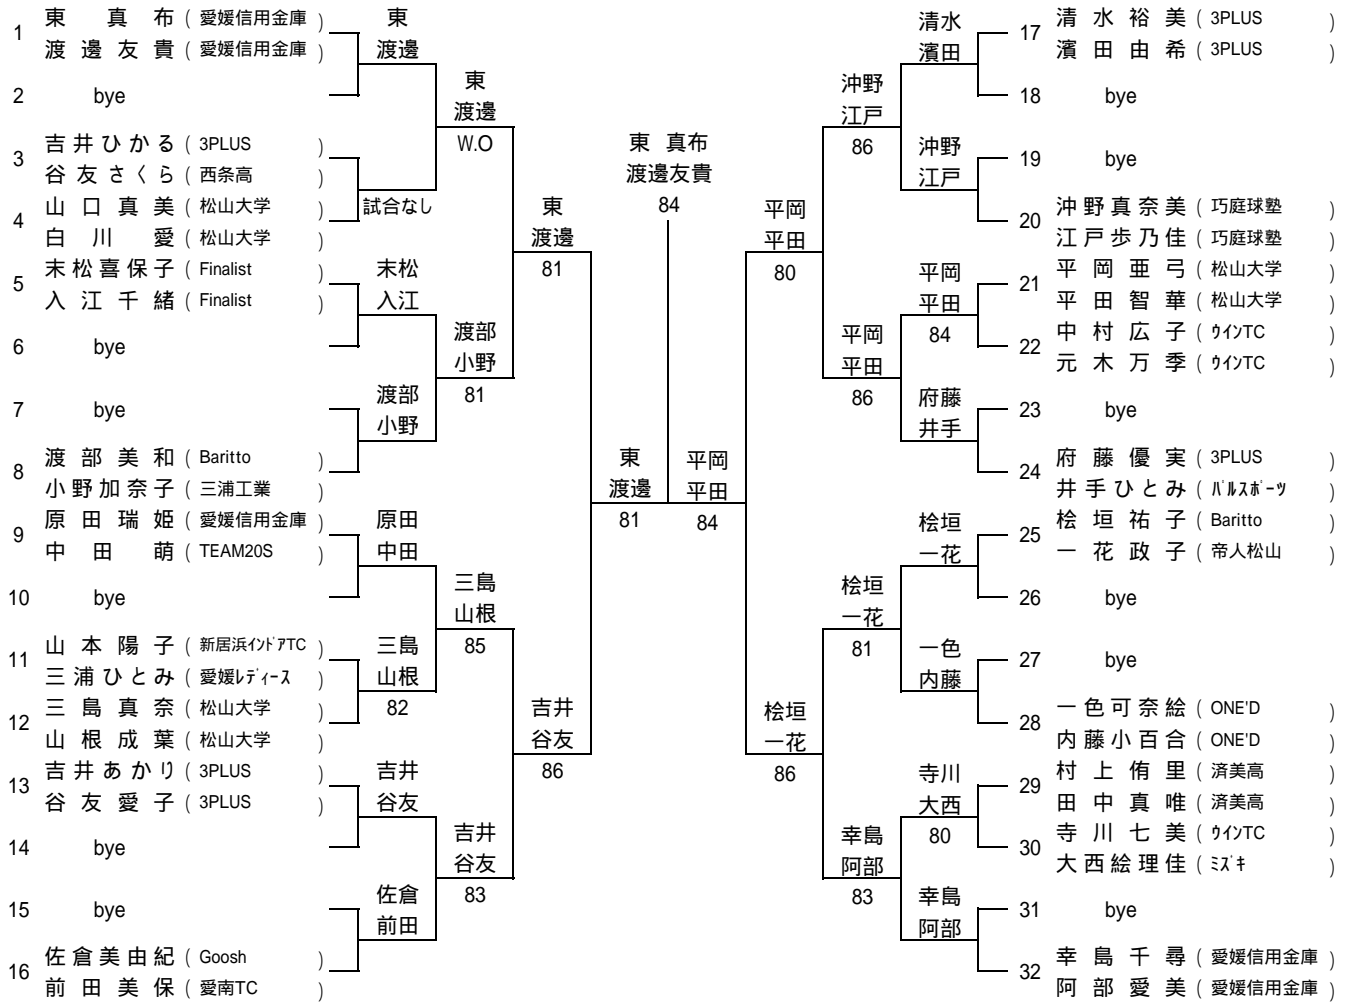 1 東 真 布 ( 愛媛信用金庫 )
渡 邊 友 貴 ( 愛媛信用金庫 )
2 bye
3 吉 井 ひ か る ( 3PLUS )
谷 友 さ く ら ( 西条高 )
4 山 口 真 美 ( 松山大学 )
白 川 愛 ( 松山大学 )
5 末 松 喜 保 子 ( Finalist )
入 江 千 緒 ( Finalist )
6 bye
7 bye
8 渡 部 美 和 ( Baritto )
小 野 加 奈 子 ( 三浦工業 )
9 原 田 瑞 姫 ( 愛媛信用金庫 )
中 田 萌 ( TEAM20S )
10 bye
11 山 本 陽 子 ( 新居浜ｲﾝﾄﾞｱTC )
三 浦 ひ と み ( 愛媛ﾚﾃﾞｨｰｽ )
12 三 島 真 奈 ( 松山大学 )
山 根 成 葉 ( 松山大学 )
13 吉 井 あ か り ( 3PLUS )
谷 友 愛 子 ( 3PLUS )
14 bye
15 bye
16 佐 倉 美 由 紀 ( Goosh )
前 田 美 保 ( 愛南TC )
東
渡邊
試合なし
末松
入江
渡部
小野
原田
中田
三島
山根
82
吉井
谷友
佐倉
前田
東
渡邊
W.O
渡部
小野
81
三島
山根
85
吉井
谷友
83
東
渡邊
81
吉井
谷友
86
東
渡邊
81
東 真布
渡邊友貴
84
平岡
平田
84
平岡
平田
80
桧垣
一花
86
沖野
江戸
86
平岡
平田
86
桧垣
一花
81
幸島
阿部
83
清水
濱田
沖野
江戸
平岡
平田
84
府藤
井手
桧垣
一花
一色
内藤
寺川
大西
80
幸島
阿部
17 清 水 裕 美 ( 3PLUS )
濱 田 由 希 ( 3PLUS )
18 bye
19 bye
20 沖 野 真 奈 美 ( 巧庭球塾 )
江 戸 歩 乃 佳 ( 巧庭球塾 )
21 平 岡 亜 弓 ( 松山大学 )
平 田 智 華 ( 松山大学 )
22 中 村 広 子 ( ｳｲﾝTC )
元 木 万 季 ( ｳｲﾝTC )
23 bye
24 府 藤 優 実 ( 3PLUS )
井 手 ひ と み ( ﾊﾟﾙｽﾎﾟｰﾂ )
25 桧 垣 祐 子 ( Baritto )
一 花 政 子 ( 帝人松山 )
26 bye
27 bye
28 一 色 可 奈 絵 ( ONE'D )
内 藤 小 百 合 ( ONE'D )
29 村 上 侑 里 ( 済美高 )
田 中 真 唯 ( 済美高 )
30 寺 川 七 美 ( ｳｲﾝTC )
大 西 絵 理 佳 ( ﾐｽﾞｷ )
31 bye
32 幸 島 千 尋 ( 愛媛信用金庫 )
阿 部 愛 美 ( 愛媛信用金庫 )